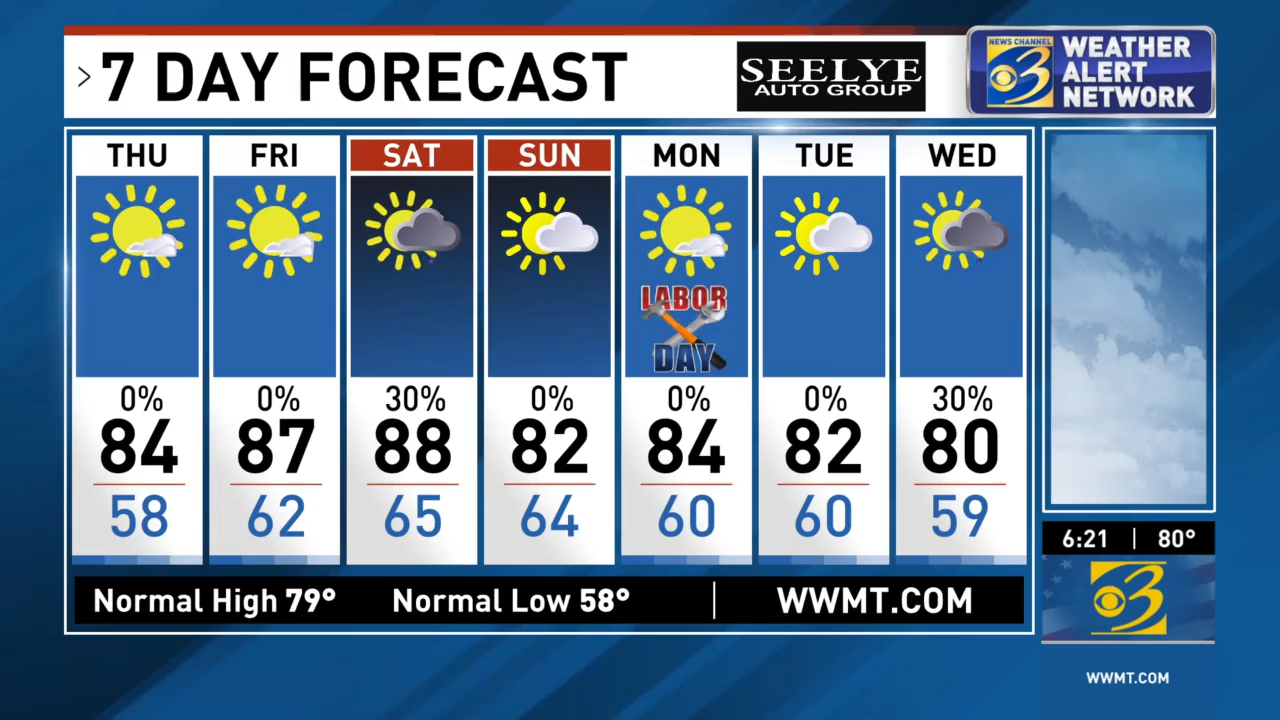 > 7 DAY FORECAST
SEELYE
AUTO GROUP
NEWS CHANNEL
3
WEATHER
ALERT
NETWORK
THU FRI SAT SUN MON TUE WED
LABOR
DAY
0% 0% 30% 0% 0% 0% 30%
84 87 88 82 84 82 80
58 62 65 64 60 60 59
6:21 | 80°
3
Normal High 79° Normal Low 58° | WWMT.COM
WWMT.COM